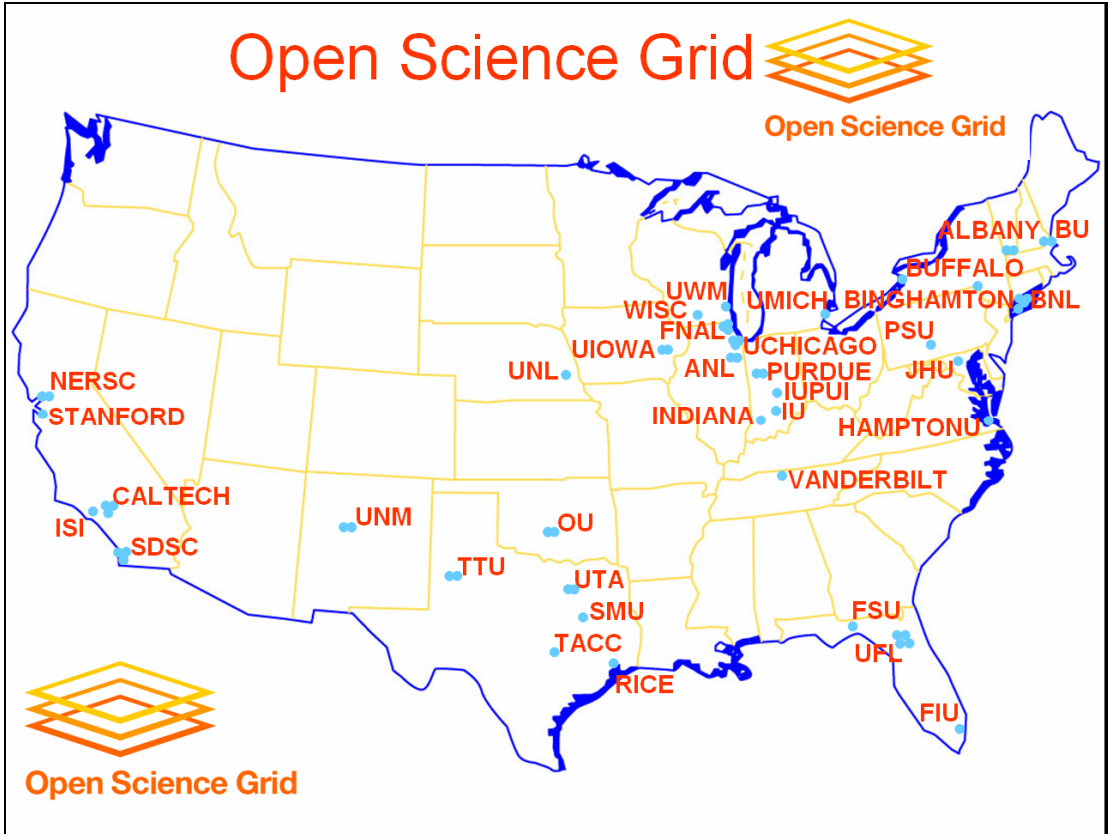 Open Science Grid
Open Science Grid
ALBANY
BU
BUFFALO
UWM
UMICH
BINGHAMTON
BNL
WISC
FNAL
PSU
UIOWA
UCHICAGO
ANL
UNL
PURDUE
JHU
NERSC
IUPUI
STANFORD
INDIANA
IU
HAMPTONU
VANDERBILT
CALTECH
ISI
UNM
OU
SDSC
TTU
UTA
SMU
FSU
TACC
UFL
RICE
FIU
Open Science Grid